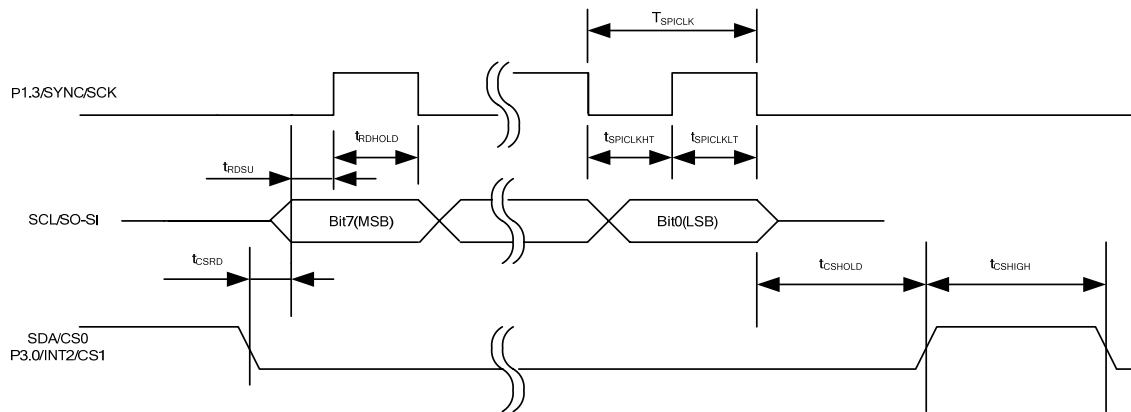 TSPICLK
P1.3/SYNC/SCK
tRDHOLD
tSPICLKHT
tSPICLKLT
tRDSU
SCL/SO-SI
Bit7(MSB)
Bit0(LSB)
tCSRD
tCSHOLD
tCSHIGH
SDA/CS0
P3.0/INT2/CS1